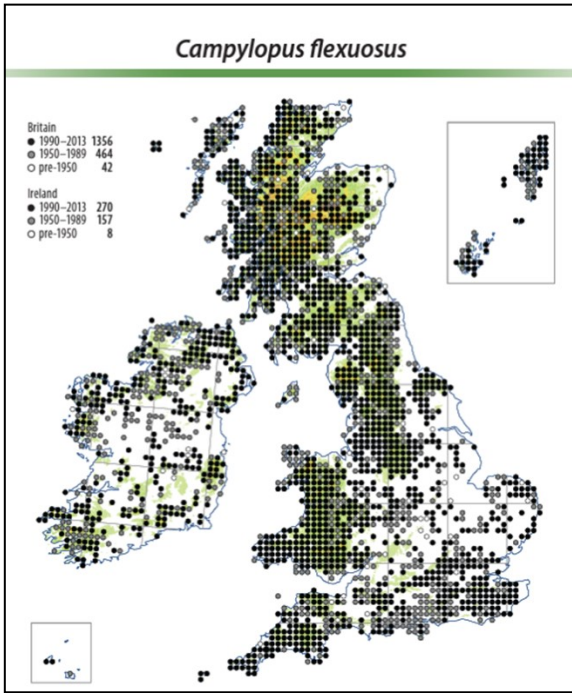 Campylopus flexuosus
Britain
1990–2013 1356
1950–1989 464
pre-1950 42
Ireland
1990–2013 270
1950–1989 157
pre-1950 8